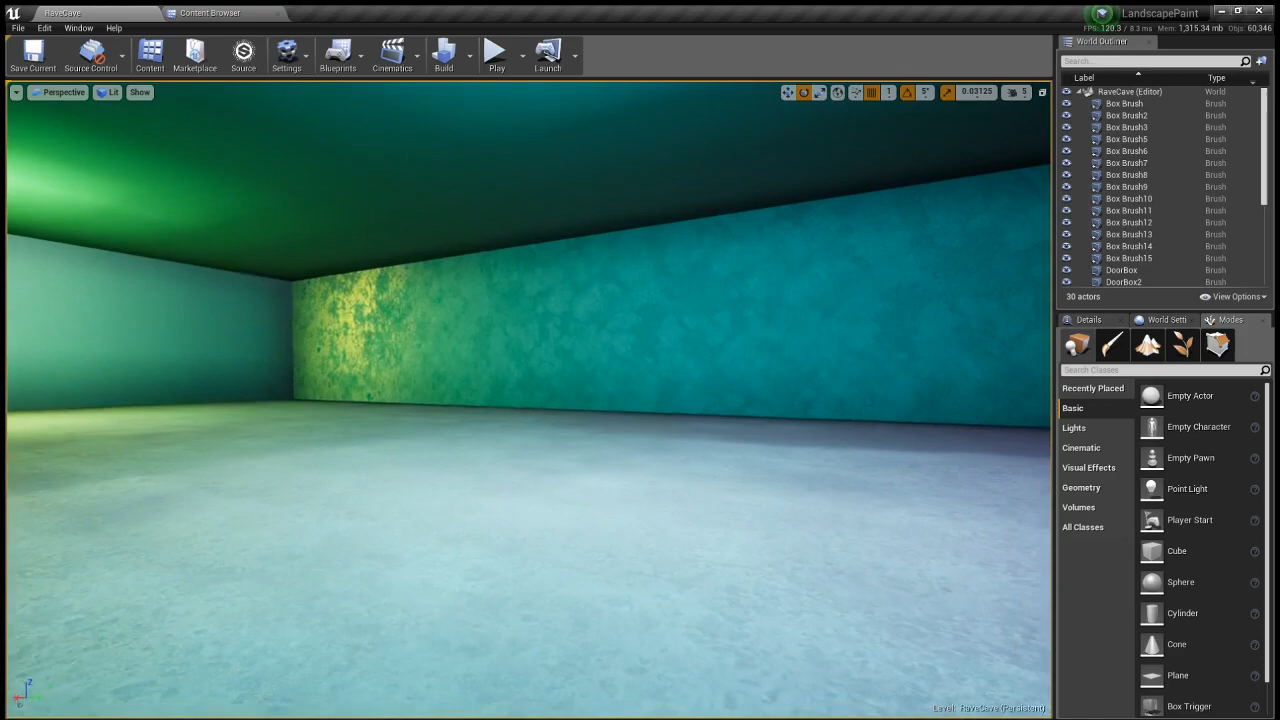 RaveCave
Content Browser
LandscapePaint
File Edit Window Help
FPS: 120.3 / 8.3 ms Mem: 1,315.34 mb Objs: 60,346
Save Current
Source Control
Content
Marketplace
Source
Settings
Blueprints
Cinematics
Build
Play
Launch
Perspective
Lit
Show
1
5°
0.03125
5
World Outliner
Search...
Label Type
RaveCave (Editor) World
Box Brush Brush
Box Brush2 Brush
Box Brush3 Brush
Box Brush5 Brush
Box Brush6 Brush
Box Brush7 Brush
Box Brush8 Brush
Box Brush9 Brush
Box Brush10 Brush
Box Brush11 Brush
Box Brush12 Brush
Box Brush13 Brush
Box Brush14 Brush
Box Brush15 Brush
DoorBox Brush
DoorBox2 Brush
30 actors
View Options
Details
World Setti
Modes
Search Classes
Recently Placed
Basic
Lights
Cinematic
Visual Effects
Geometry
Volumes
All Classes
Empty Actor
Empty Character
Empty Pawn
Point Light
Player Start
Cube
Sphere
Cylinder
Cone
Plane
Box Trigger
Z
Level: RaveCave (Persistent)